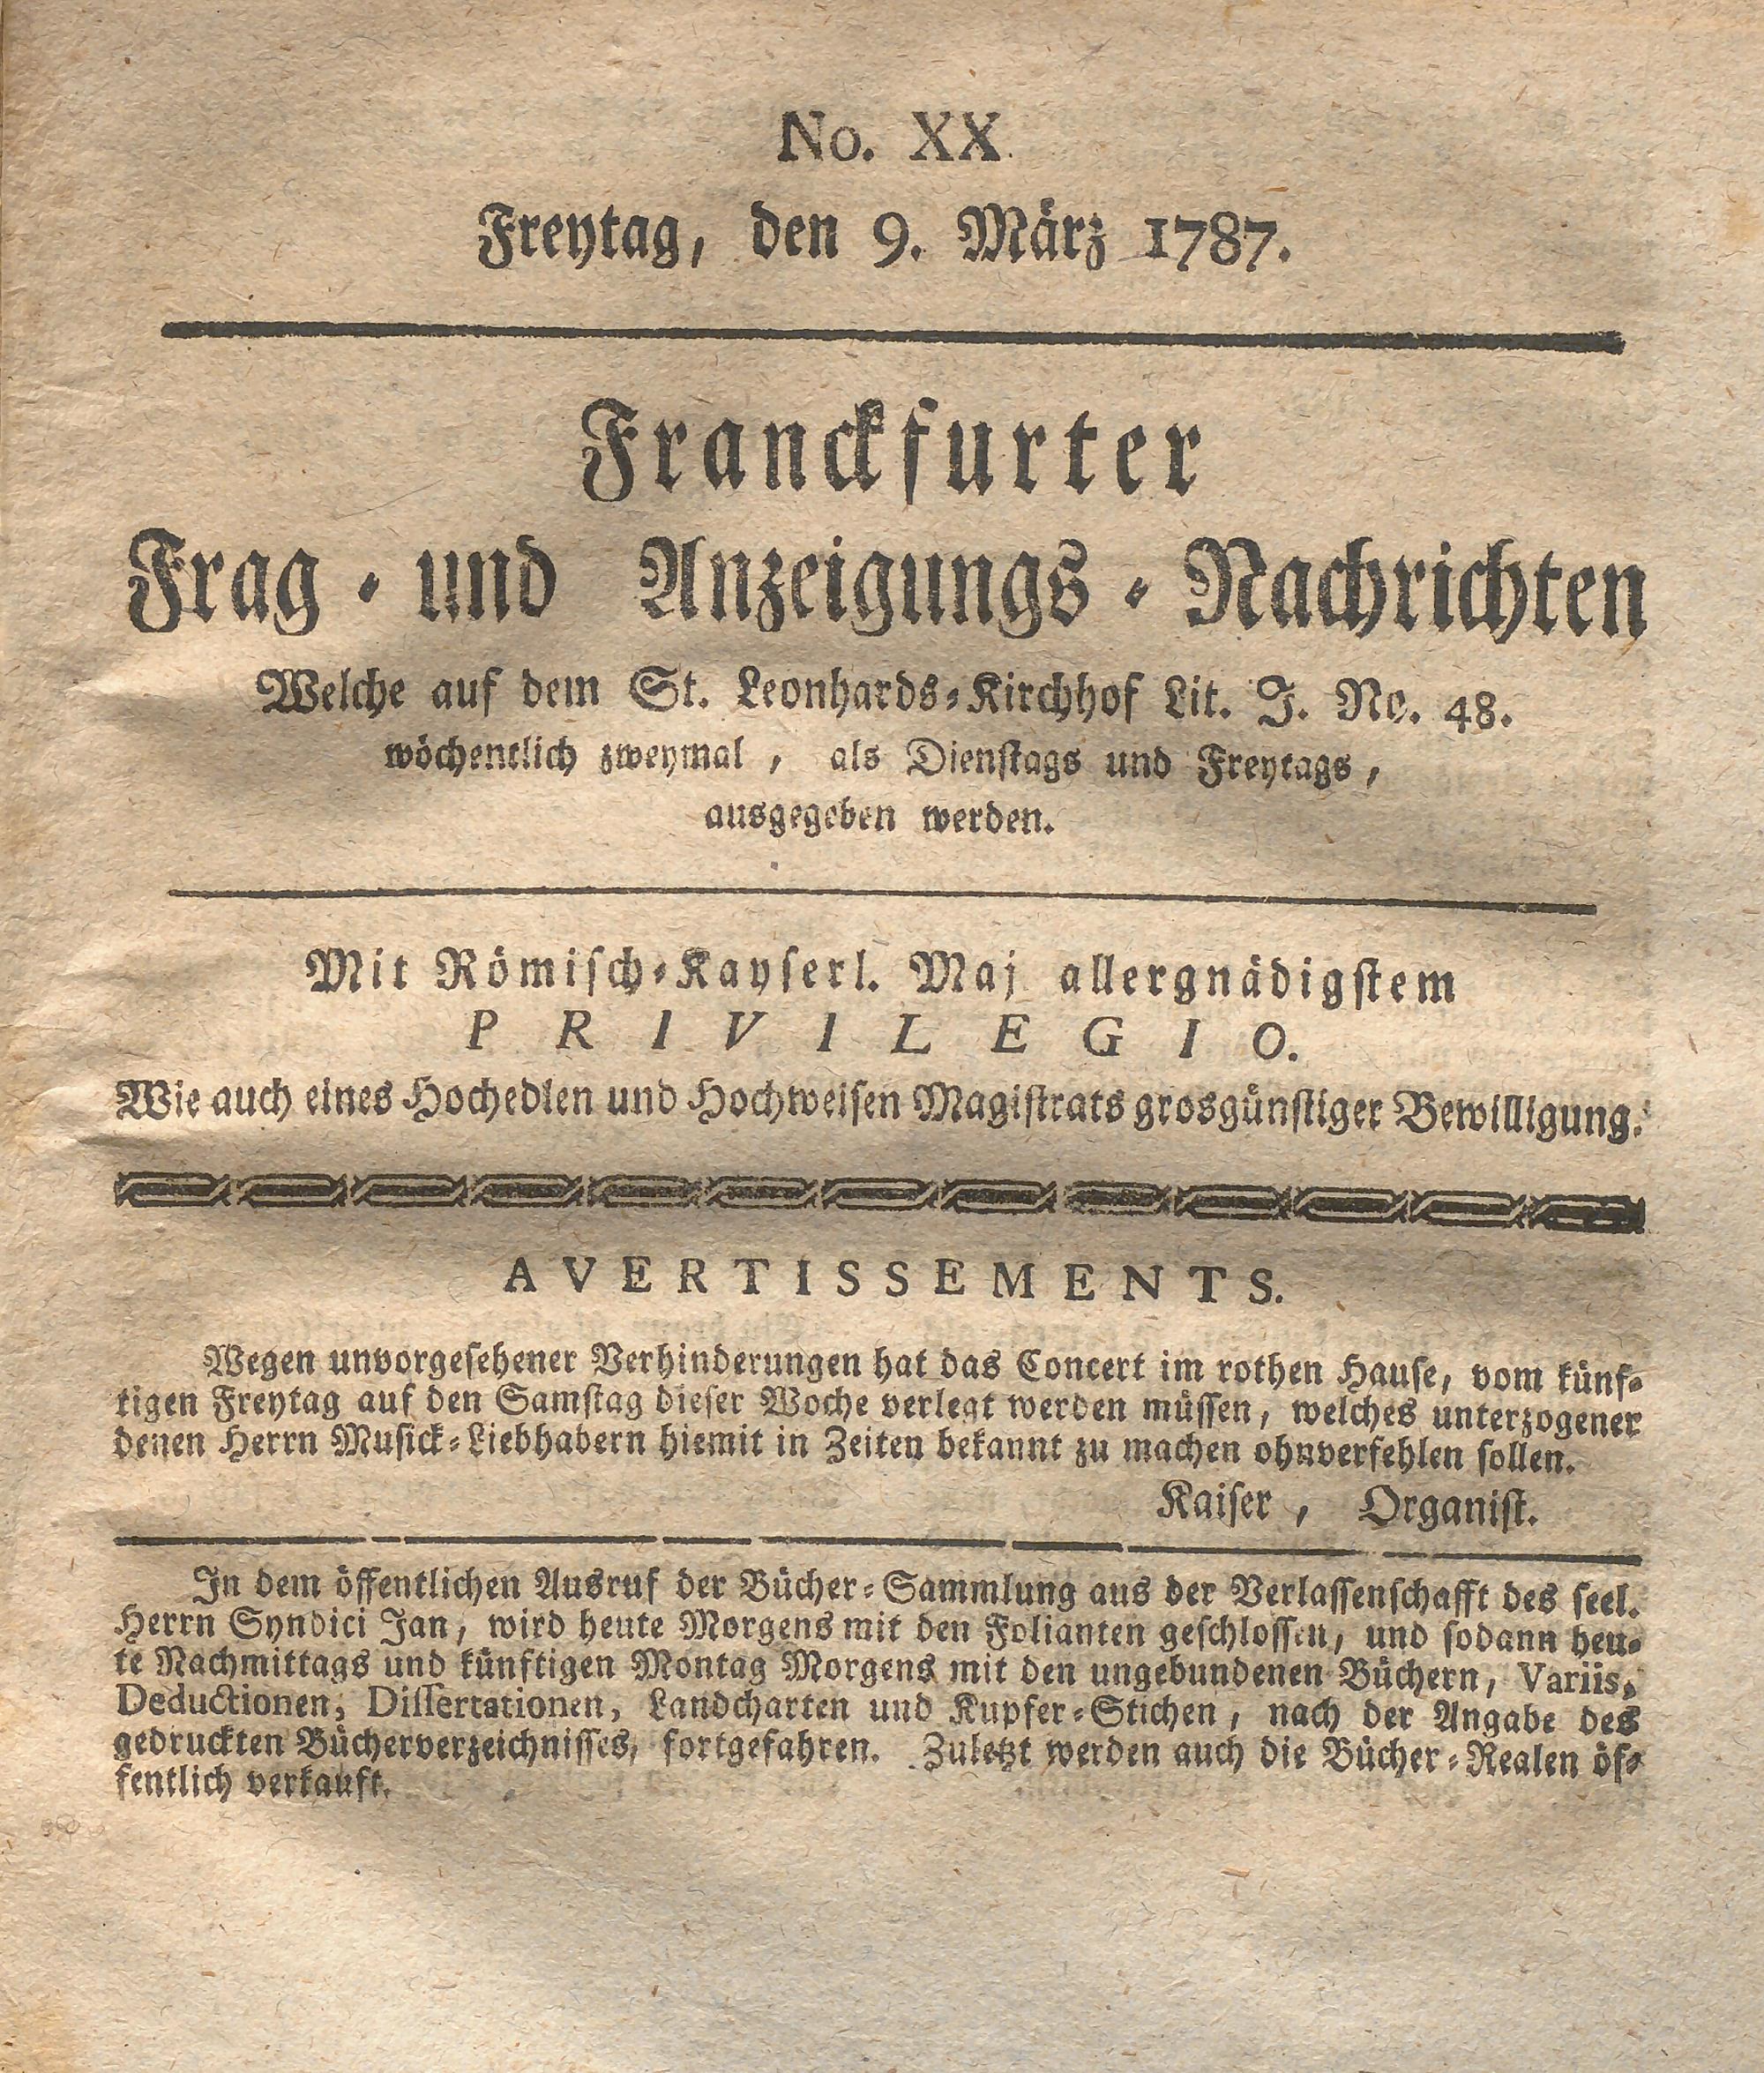 No. XX.
Freytag, den 9. März 1787.
Franckfurter
Frag - und Anzeigungs - Nachrichten
Welche auf dem St. Leonhards-Kirchhof Lit. J. No. 48.
wöchentlich zweymal, als Dienstags und Freytags,
ausgegeben werden.
Mit Römisch-Kayserl. Maj allergnädigstem
PRIVILEGIO.
Wie auch eines Hochedlen und Hochweisen Magistrats grosgünstiger Bewilligung.
AVERTISSEMENTS.
Wegen unvorgesehener Verhinderungen hat das Concert im rothen Hause, vom künf-
tigen Freytag auf den Samstag dieser Woche verlegt werden müssen, welches unterzogener
denen Herrn Musick-Liebhabern hiemit in Zeiten bekannt zu machen ohnverfehlen sollen.
Kaiser, Organist.
In dem öffentlichen Ausruf der Bücher-Sammlung aus der Verlassenschafft des seel.
Herrn Syndici Jan, wird heute Morgens mit den Folianten geschlossen, und sodann heu-
te Nachmittags und künftigen Montag Morgens mit den ungebundenen Büchern, Variis,
Deductionen, Dissertationen, Landcharten und Kupfer-Stichen, nach der Angabe des
gedruckten Bücherverzeichnisses, fortgefahren. Zuletzt werden auch die Bücher-Realen öf-
fentlich verkauft.